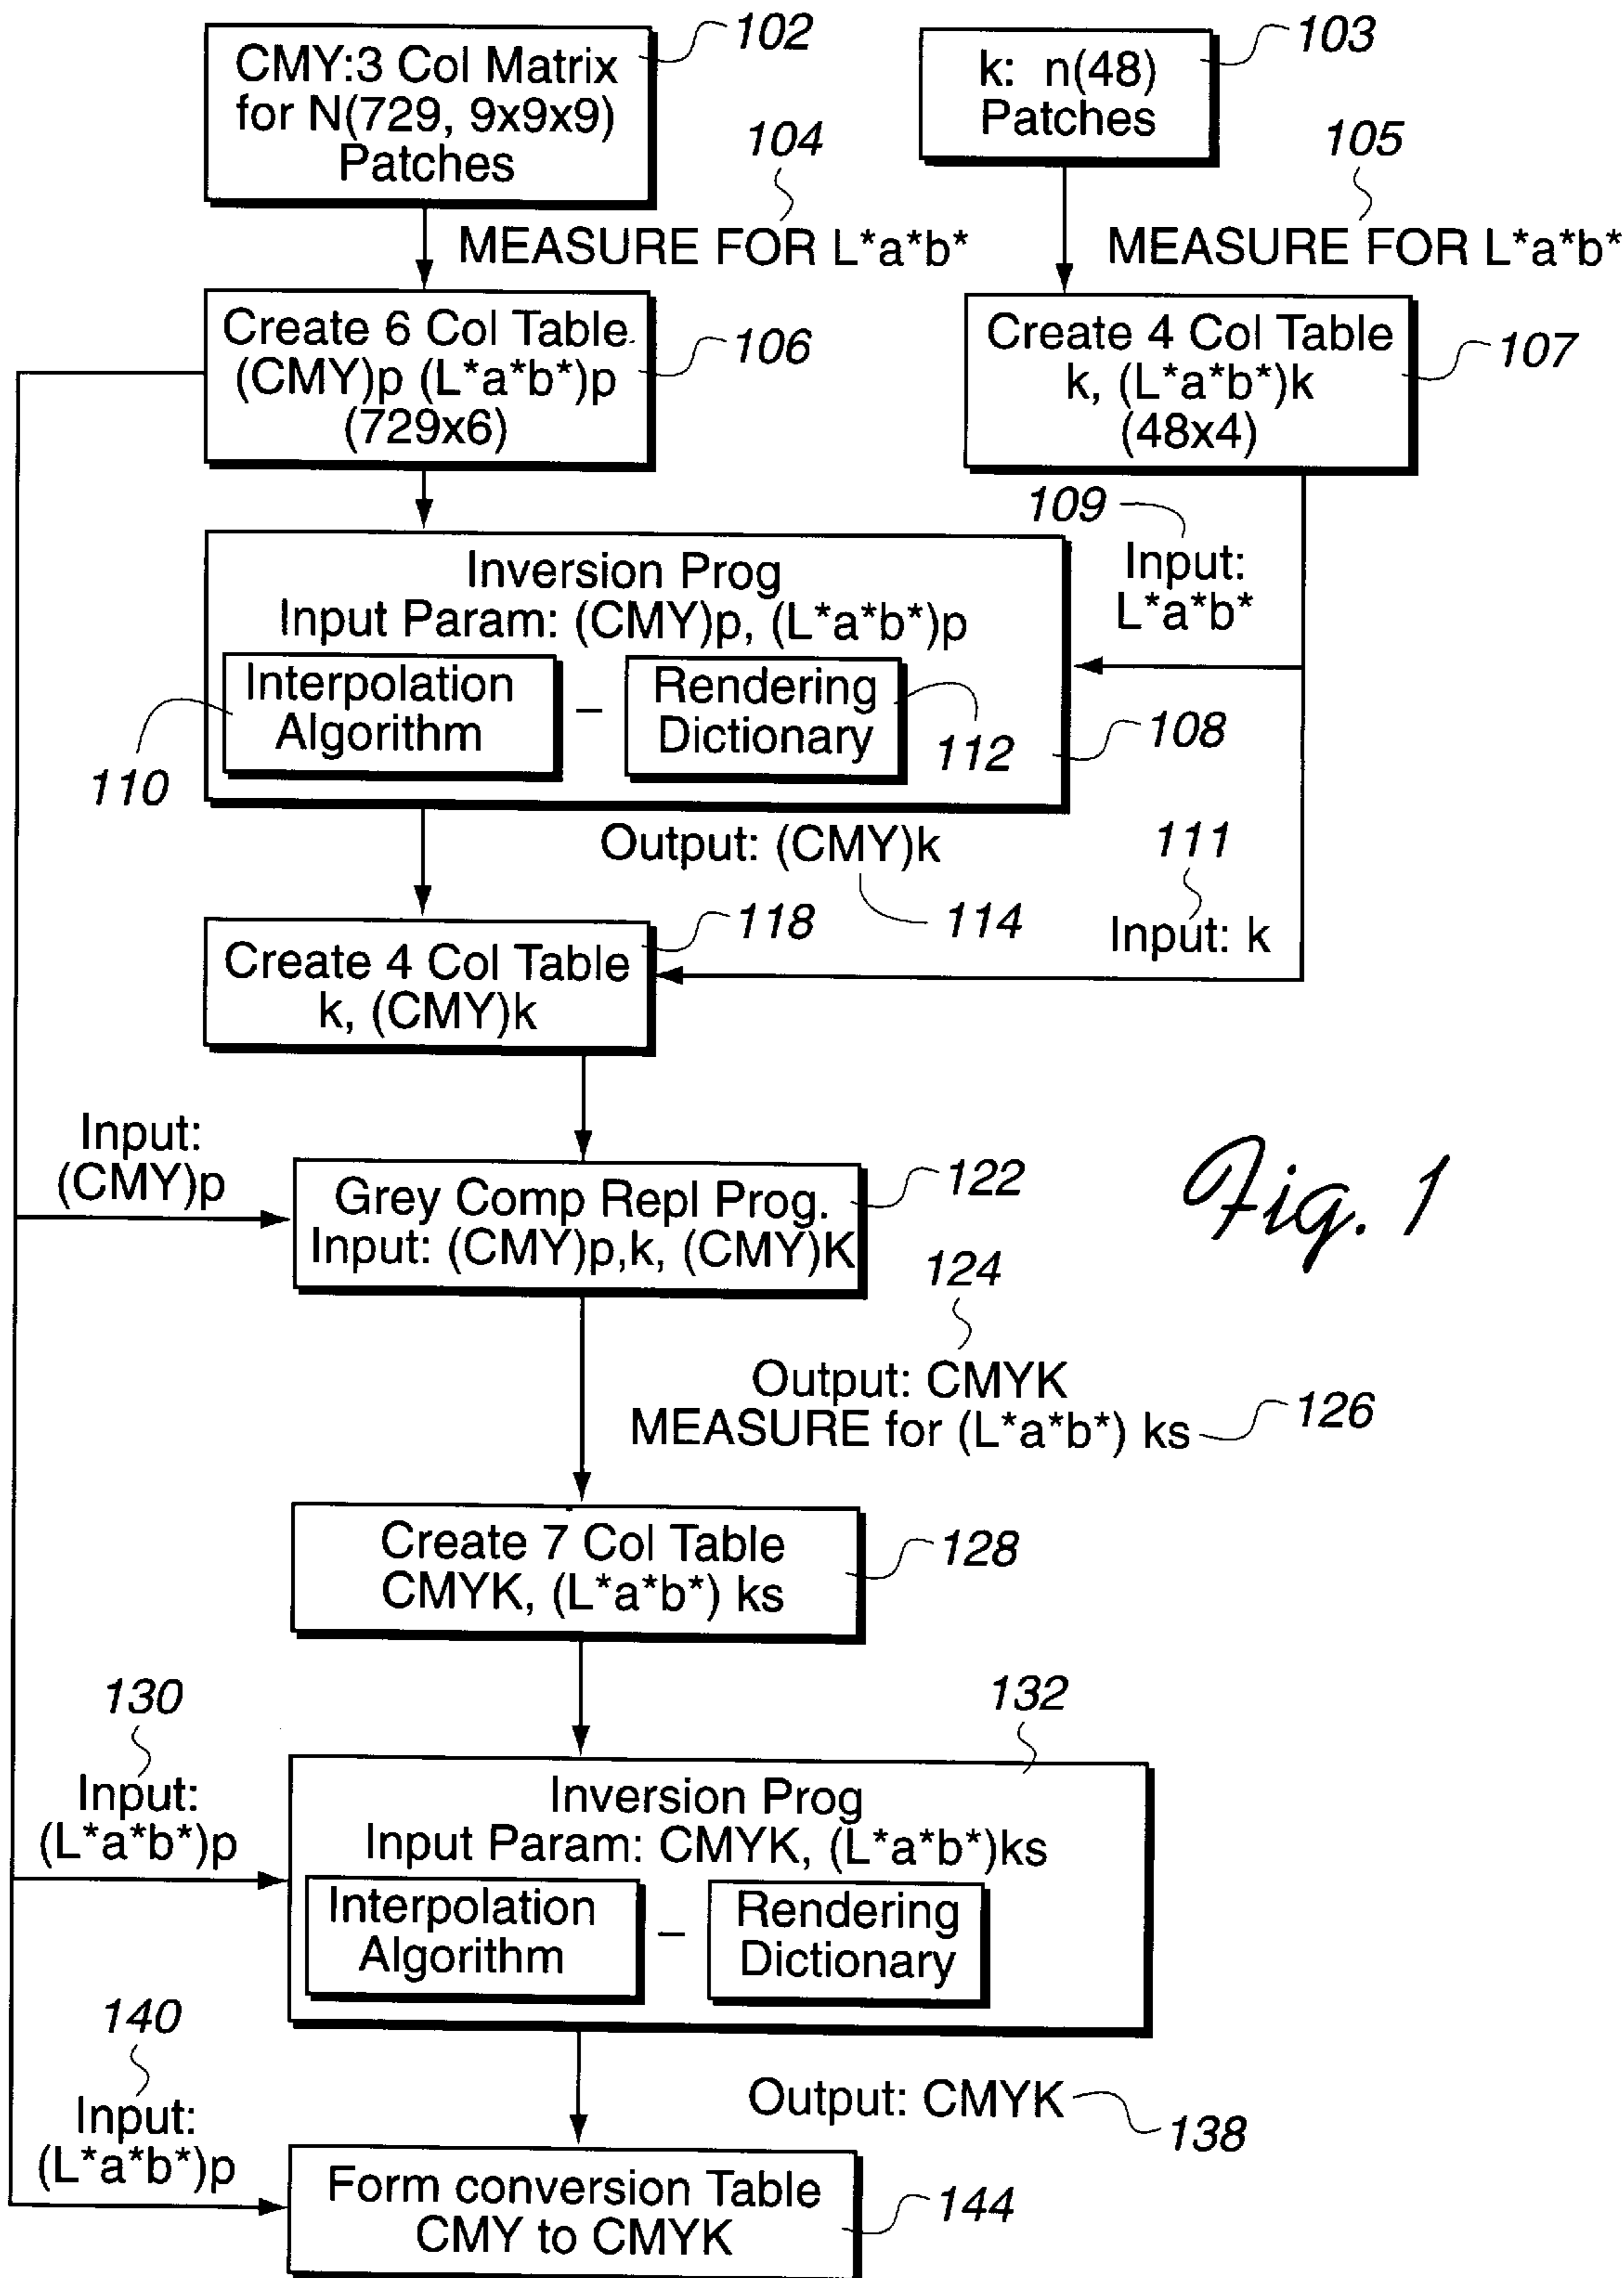 102
CMY:3 Col Matrix
for N(729, 9x9x9)
Patches
103
k: n(48)
Patches
104
MEASURE FOR L*a*b*
105
MEASURE FOR L*a*b*
Create 6 Col Table
(CMY)p (L*a*b*)p
(729x6)
106
Create 4 Col Table
k, (L*a*b*)k
(48x4)
107
109
Input:
L*a*b*
Inversion Prog
Input Param: (CMY)p, (L*a*b*)p
Interpolation
Algorithm
–
Rendering
Dictionary
110
112
108
Output: (CMY)k
114
111
Input: k
118
Create 4 Col Table
k, (CMY)k
Input:
(CMY)p
Grey Comp Repl Prog.
Input: (CMY)p,k, (CMY)K
122
Fig. 1
124
Output: CMYK
MEASURE for (L*a*b*) ks
126
Create 7 Col Table
CMYK, (L*a*b*) ks
128
130
Input:
(L*a*b*)p
132
Inversion Prog
Input Param: CMYK, (L*a*b*)ks
Interpolation
Algorithm
–
Rendering
Dictionary
140
Input:
(L*a*b*)p
Output: CMYK
138
Form conversion Table
CMY to CMYK
144